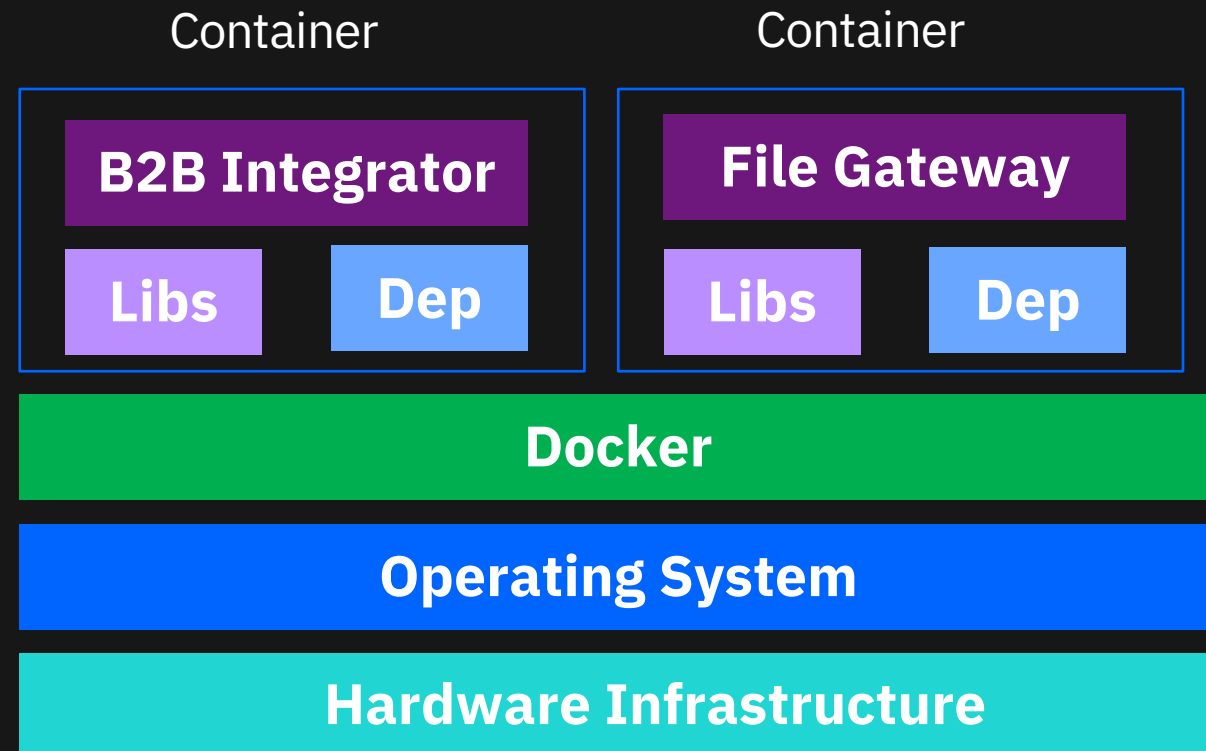 Container
Container
B2B Integrator
File Gateway
Libs
Dep
Libs
Dep
Docker
Operating System
Hardware Infrastructure